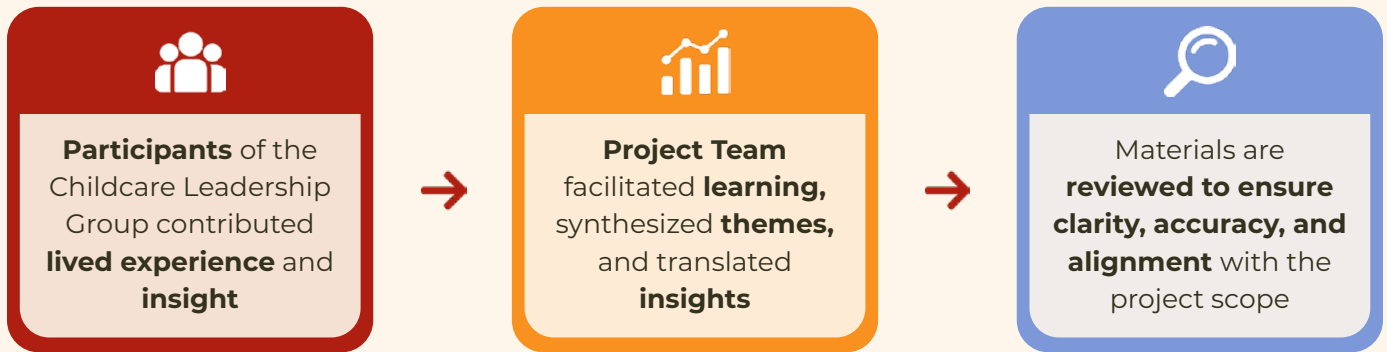 Participants of the
Childcare Leadership
Group contributed
lived experience and
insight
Project Team
facilitated learning,
synthesized themes,
and translated
insights
Materials are
reviewed to ensure
clarity, accuracy, and
alignment with the
project scope